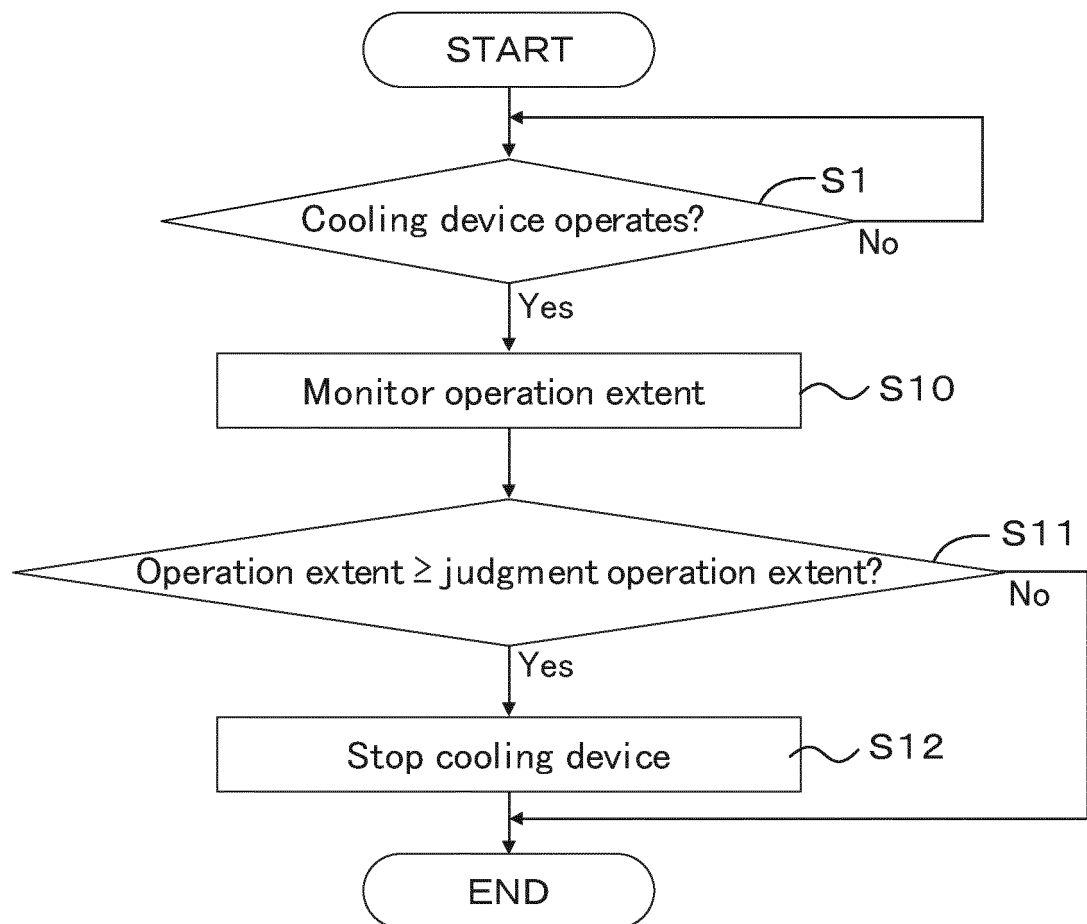 START
S1
Cooling device operates?
No
Yes
Monitor operation extent
S10
S11
Operation extent ≥ judgment operation extent?
No
Yes
Stop cooling device
S12
END